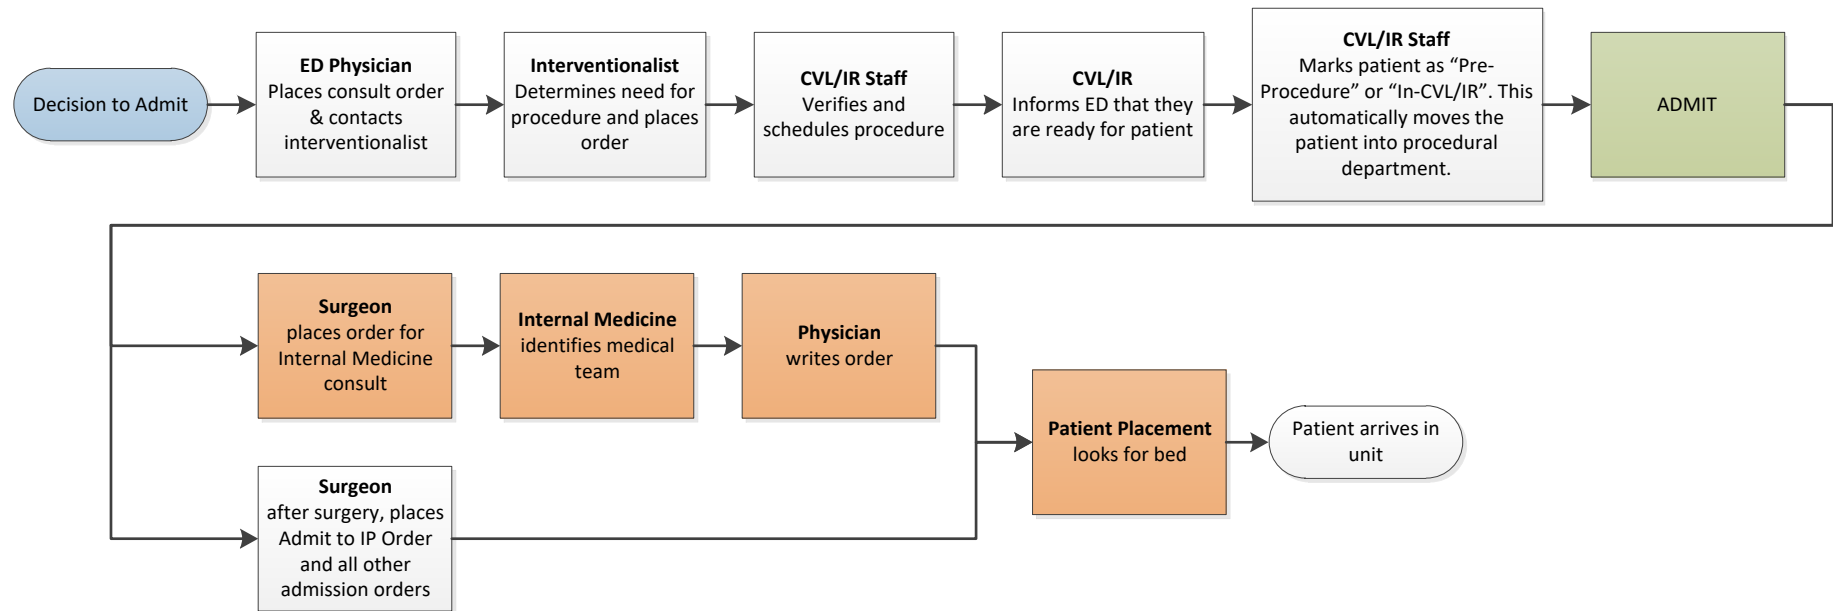 Decision to Admit
ED Physician
Places consult order
& contacts
interventionalist
Interventionalist
Determines need for
procedure and places
order
CVL/IR Staff
Verifies and
schedules procedure
CVL/IR
Informs ED that they
are ready for patient
CVL/IR Staff
Marks patient as “Pre-
Procedure” or “In-CVL/IR”. This
automatically moves the
patient into procedural
department.
ADMIT
Surgeon
places order for
Internal Medicine
consult
Internal Medicine
identifies medical
team
Physician
writes order
Surgeon
after surgery, places
Admit to IP Order
and all other
admission orders
Patient Placement
looks for bed
Patient arrives in
unit